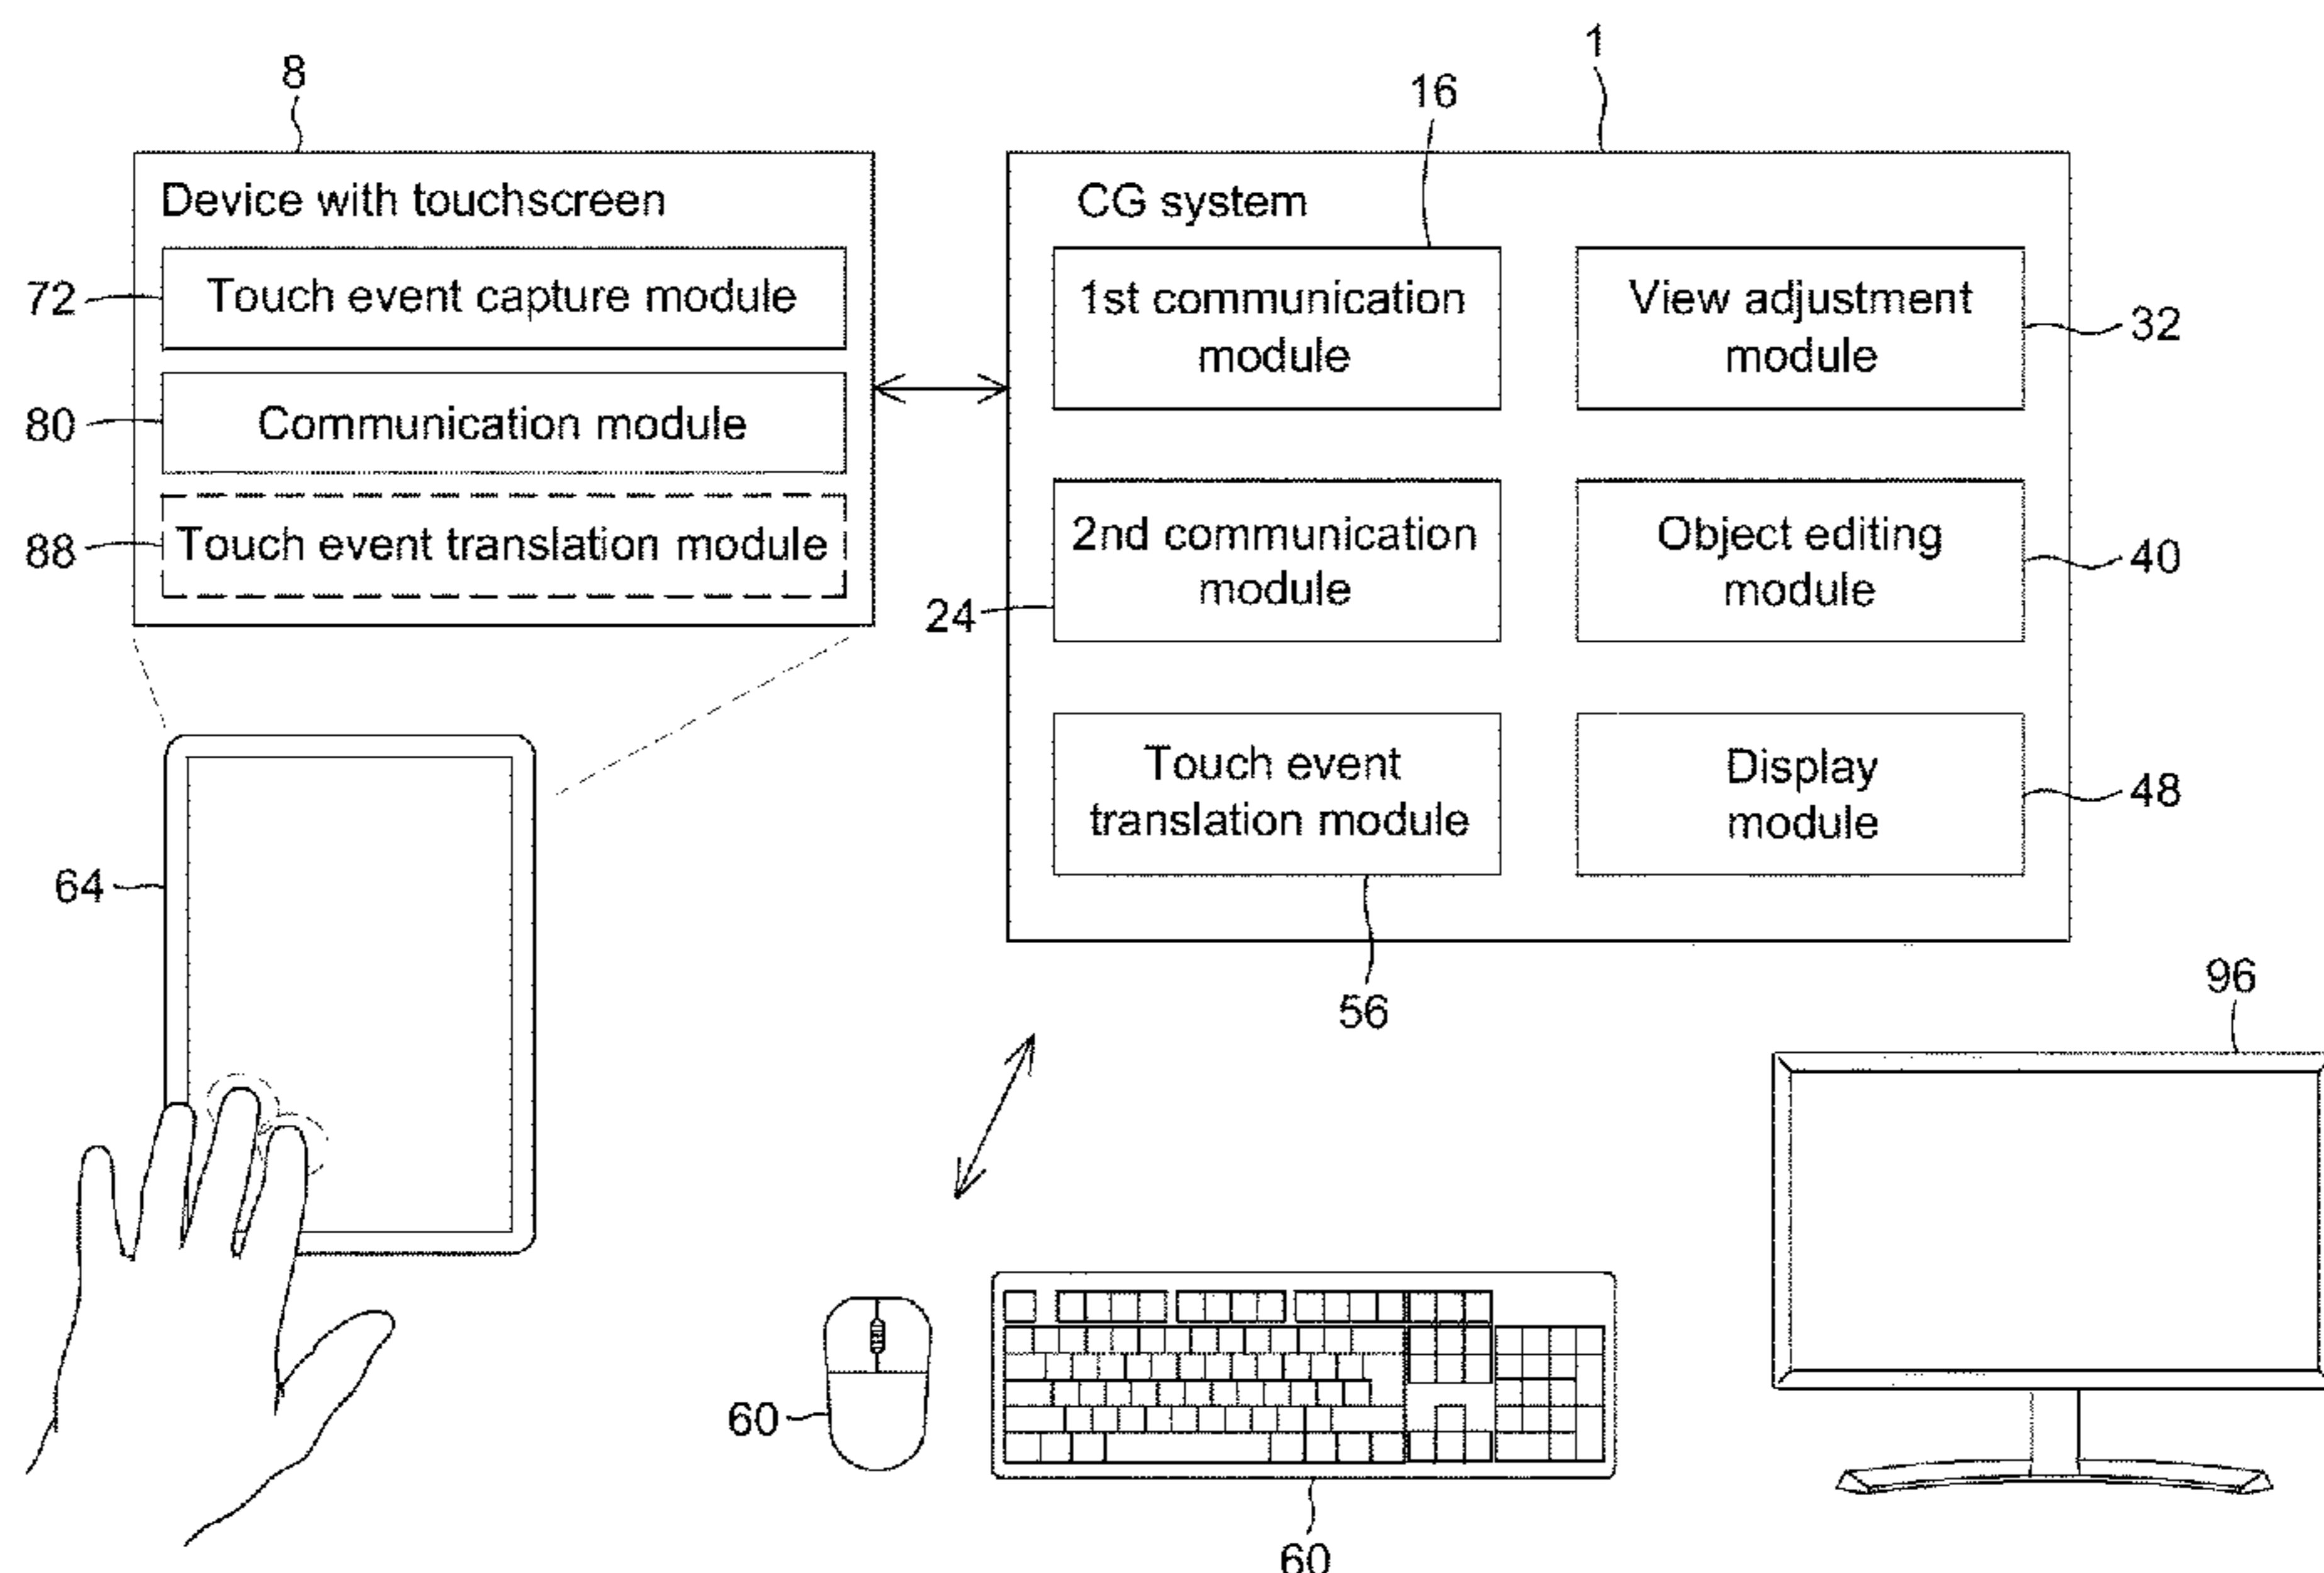 1
8
16
Device with touchscreen
CG system
72
Touch event capture module
1st communication
module
View adjustment
module
32
80
Communication module
88
Touch event translation module
2nd communication
module
24
Object editing
module
40
Touch event
translation module
Display
module
48
64
56
96
60
60